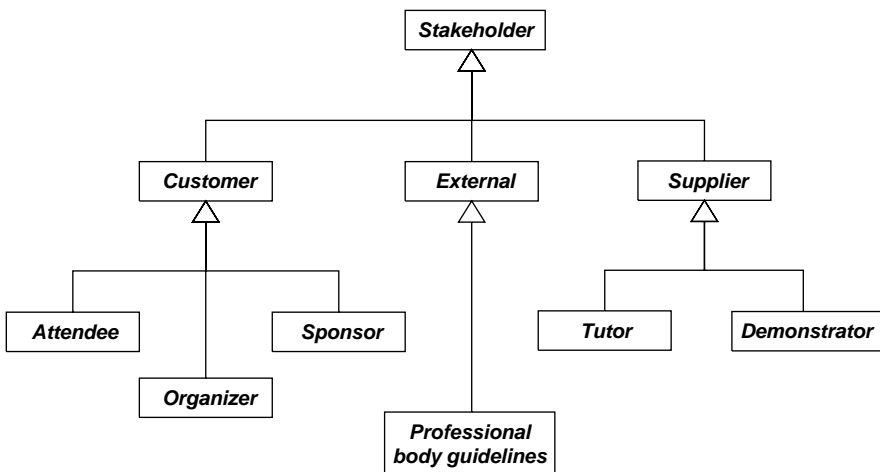 Stakeholder
Customer
External
Supplier
Attendee
Sponsor
Tutor
Demonstrator
Organizer
Professional
body guidelines